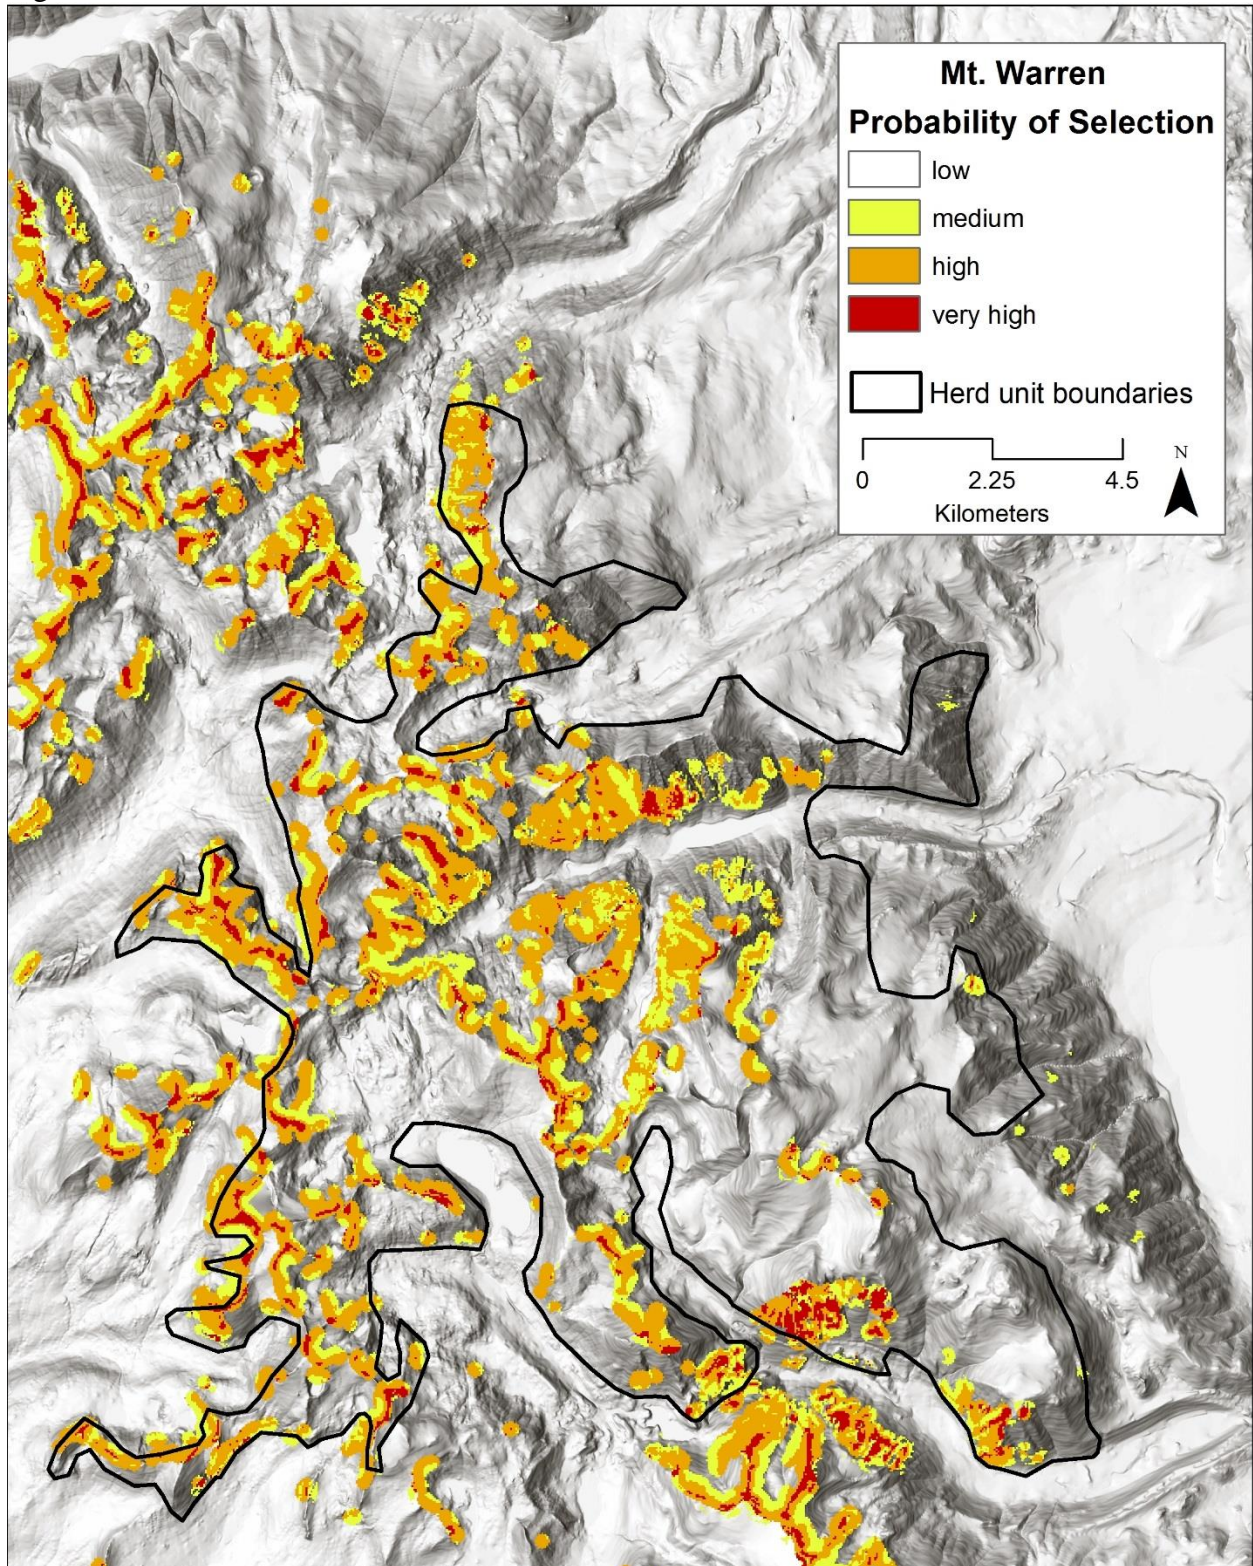 Mt. Warren
Probability of Selection
low
medium
high
very high
Herd unit boundaries
N
0 2.25 4.5
Kilometers